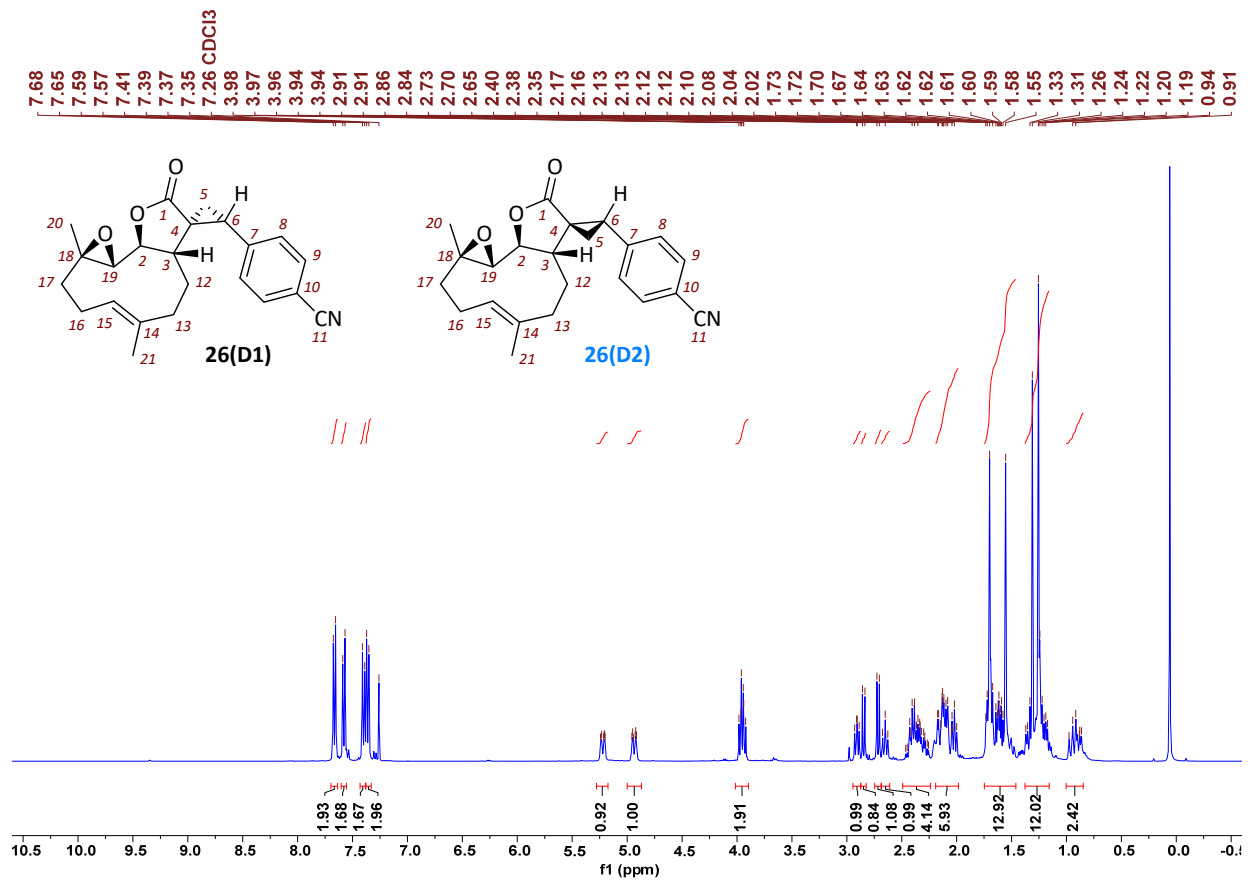 7.68 7.65 7.59 7.57 7.41 7.39 7.37 7.35 7.26 CDCl3 3.98 3.97 3.96 3.94 3.94 2.91 2.91 2.86 2.84 2.73 2.70 2.65 2.40 2.38 2.35 2.17 2.16 2.13 2.13 2.12 2.12 2.10 2.08 2.04 2.02 1.73 1.72 1.70 1.67 1.64 1.63 1.62 1.62 1.61 1.60 1.59 1.58 1.55 1.33 1.31 1.26 1.24 1.22 1.20 1.19 0.94 0.91
O 5 H
1 6 8
20 O 4 7 9
O H
18 2 3 10
19 12
17
16 15 13 CN
14 11
21 26(D1)
O H
1 6 8
20 O 4 5 7 9
O H
18 2 3 10
19 12
17
16 15 13 CN
14 11
21 26(D2)
1.93 1.68 1.67 1.96 0.92 1.00 1.91 0.99 0.84 1.08 0.99 4.14 5.93 12.92 12.02 2.42
10.5 10.0 9.5 9.0 8.5 8.0 7.5 7.0 6.5 6.0 5.5 5.0 4.5 4.0 3.5 3.0 2.5 2.0 1.5 1.0 0.5 0.0
f1 (ppm)